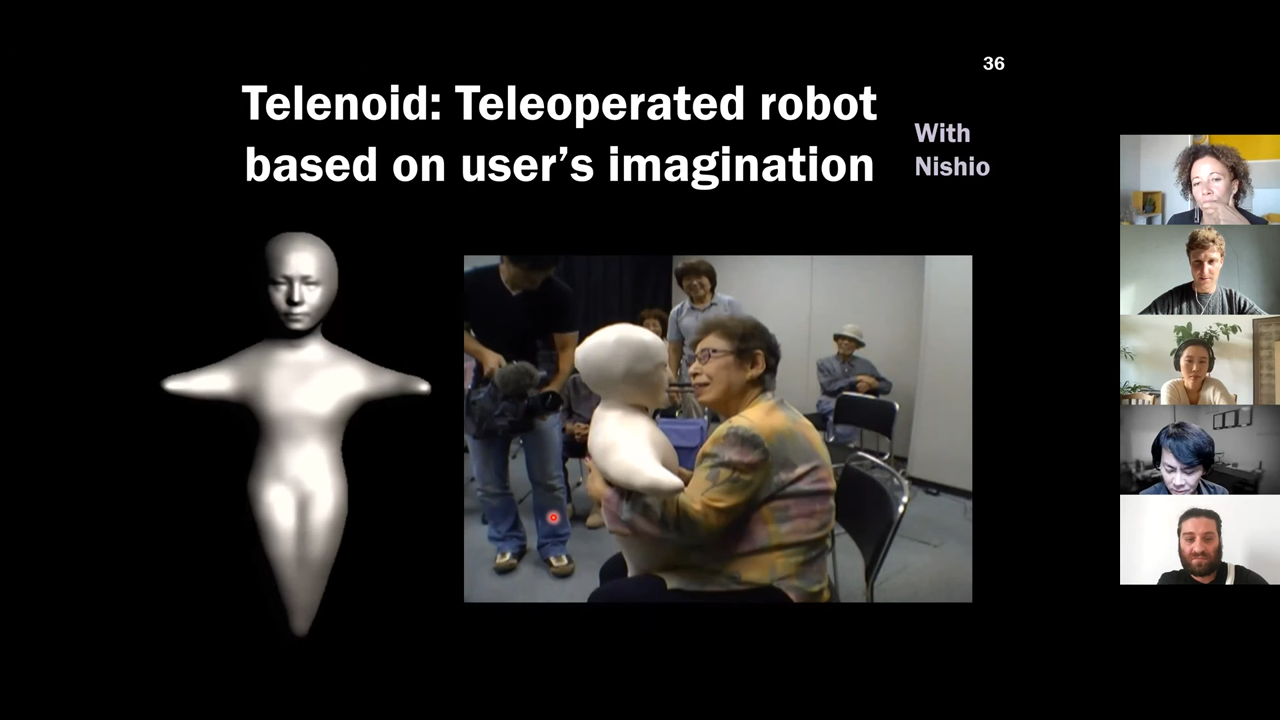 36
Telenoid: Teleoperated robot
based on user’s imagination
With
Nishio